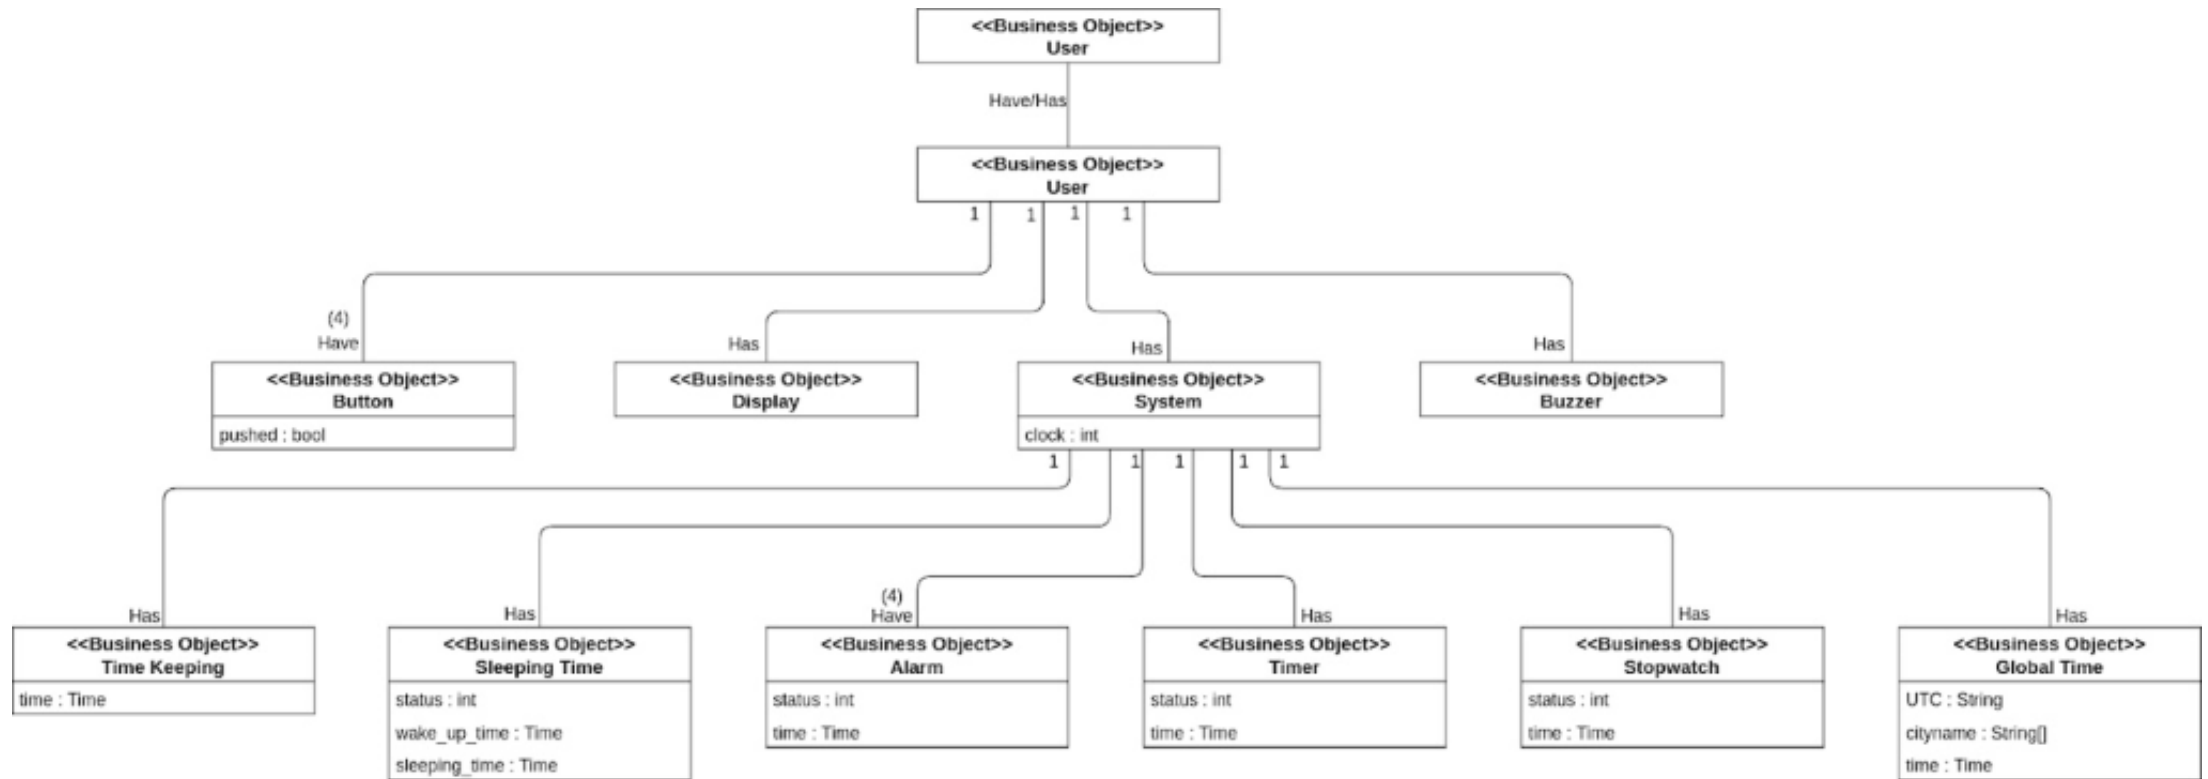 <<Business Object>>
User
Have/Has
<<Business Object>>
User
1 1 1 1
(4)
Have
Has
Has
Has
<<Business Object>>
Button
pushed : bool
<<Business Object>>
Display
<<Business Object>>
System
clock : int
<<Business Object>>
Buzzer
1 1 1 1 1
Has
Has
(4)
Have
Has
Has
Has
<<Business Object>>
Time Keeping
time : Time
<<Business Object>>
Sleeping Time
status : int
wake_up_time : Time
sleeping_time : Time
<<Business Object>>
Alarm
status : int
time : Time
<<Business Object>>
Timer
status : int
time : Time
<<Business Object>>
Stopwatch
status : int
time : Time
<<Business Object>>
Global Time
UTC : String
cityname : String[]
time : Time